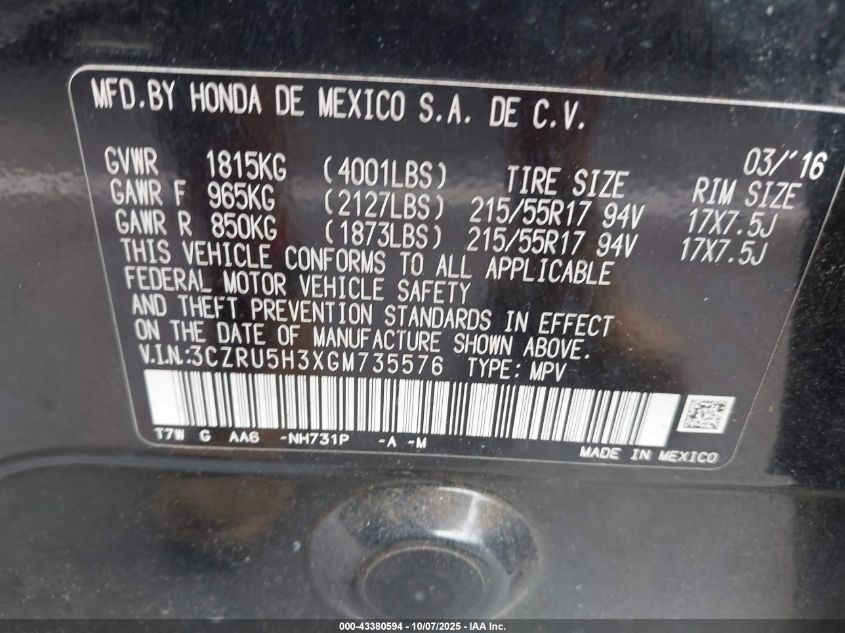 MFD.BY HONDA DE MEXICO S.A. DE C.V.
03/'16
GVWR 1815KG (4001LBS) TIRE SIZE RIM SIZE
GAWR F 965KG (2127LBS) 215/55R17 94V 17X7.5J
GAWR R 850KG (1873LBS) 215/55R17 94V 17X7.5J
THIS VEHICLE CONFORMS TO ALL APPLICABLE
FEDERAL MOTOR VEHICLE SAFETY
AND THEFT PREVENTION STANDARDS IN EFFECT
ON THE DATE OF MANUFACTURE SHOWN ABOVE.
V.I.N.:3CZRU5H3XGM735576 TYPE: MPV
T7W G AA6 -NH731P -A -M
MADE IN MEXICO
000-43380594 - 10/07/2025 - IAA Inc.